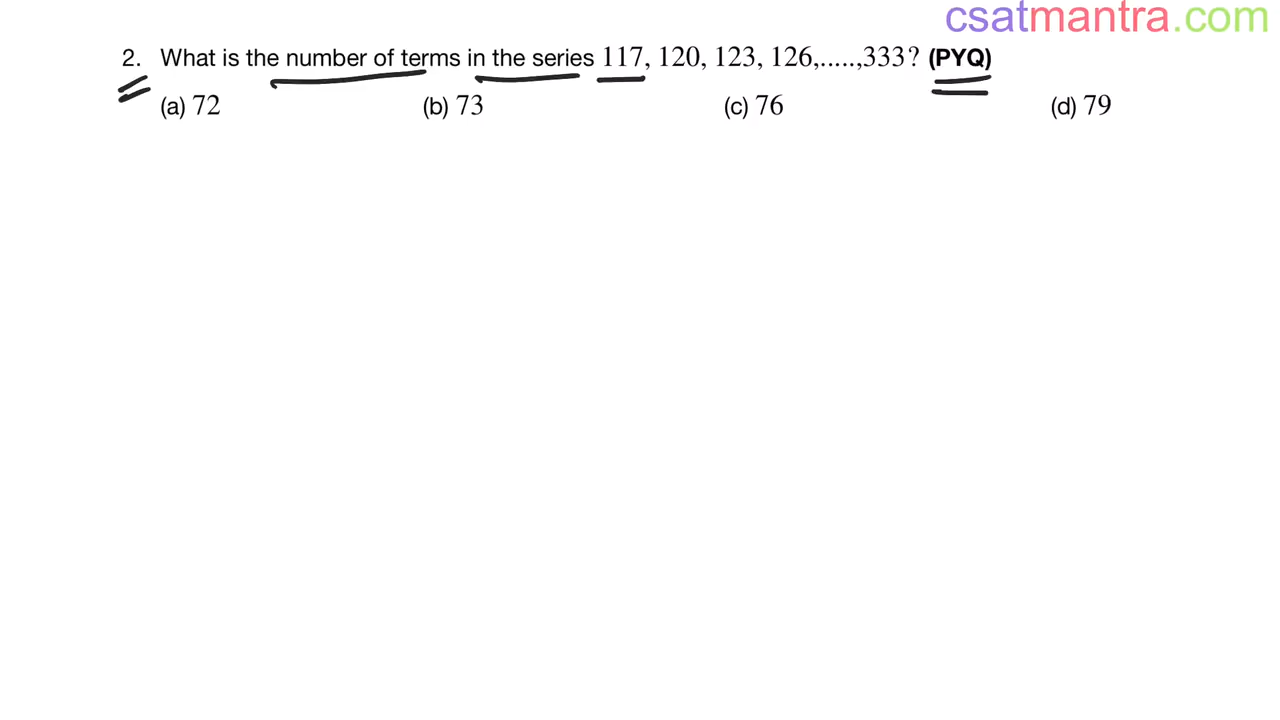 csatmantra.com
2. What is the number of terms in the series 117, 120, 123, 126,.....,333? (PYQ)
(a) 72 (b) 73 (c) 76 (d) 79